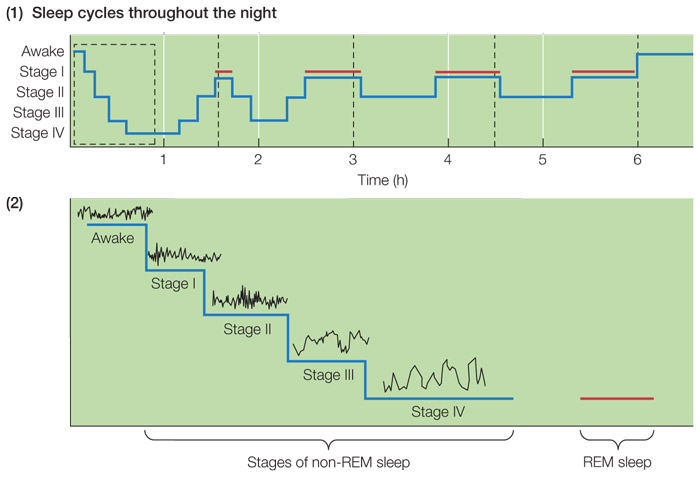 (1) Sleep cycles throughout the night
Awake
Stage I
Stage II
Stage III
Stage IV
1 2 3 4 5 6
Time (h)
(2)
Awake
Stage I
Stage II
Stage III
Stage IV
Stages of non-REM sleep REM sleep